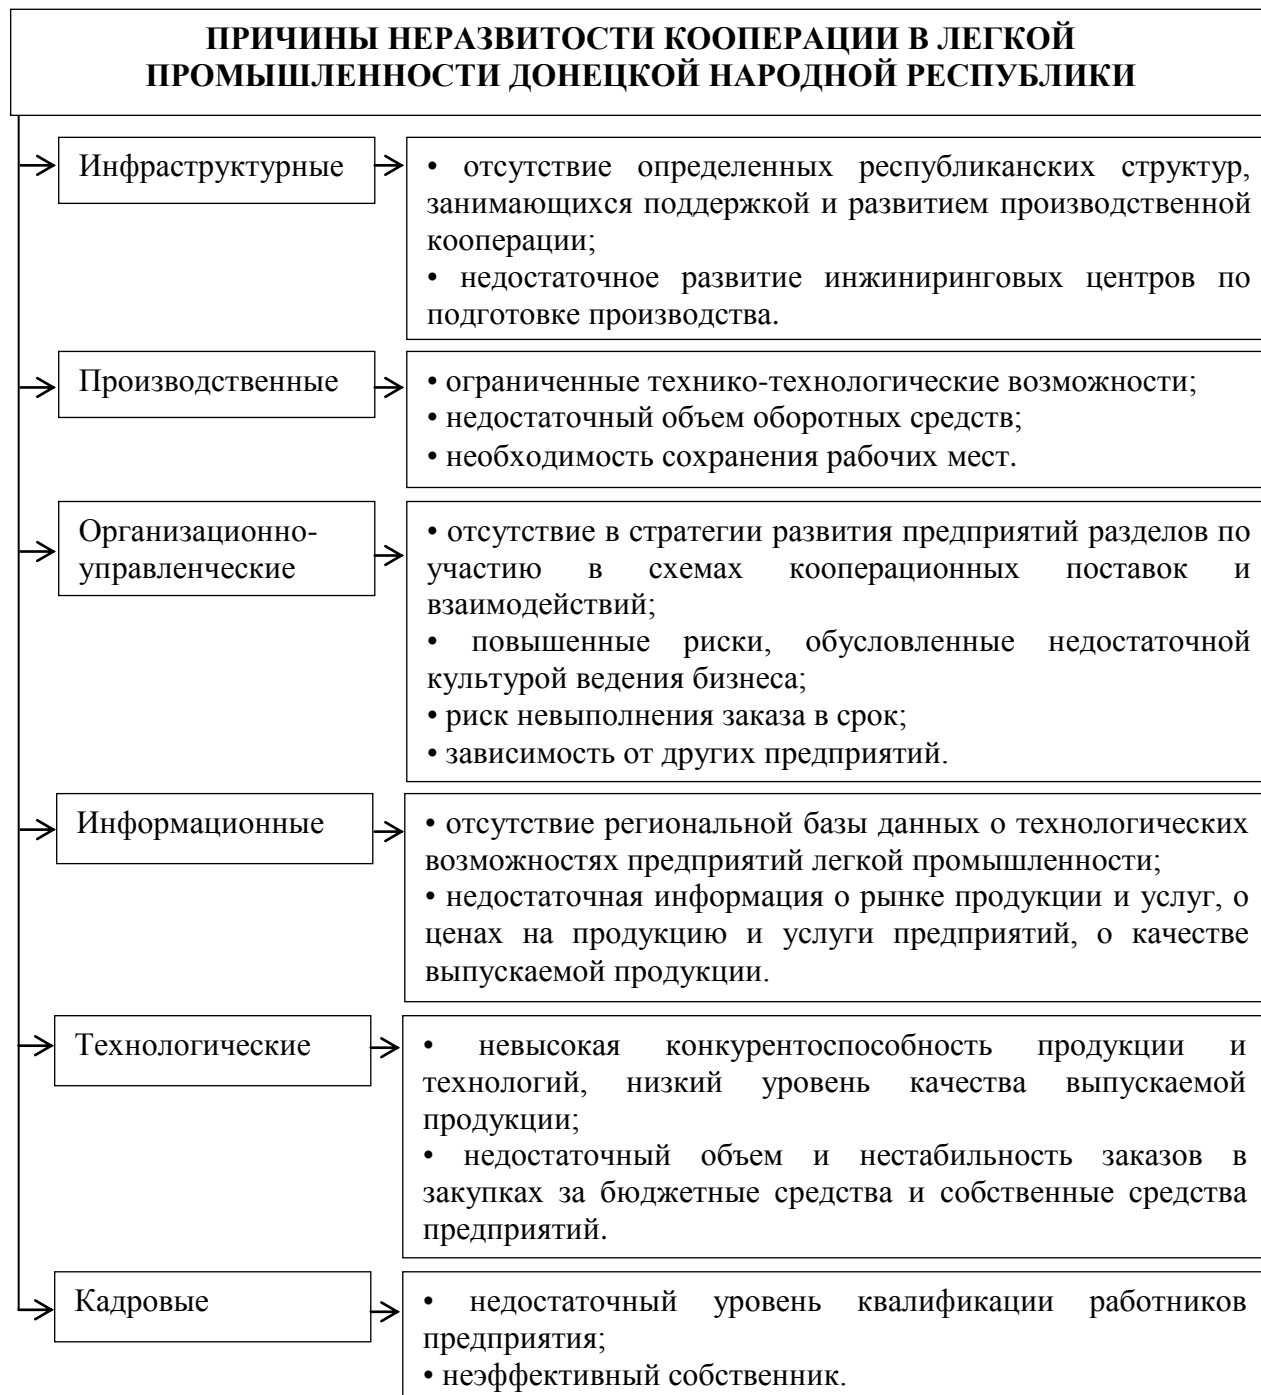 ПРИЧИНЫ НЕРАЗВИТОСТИ КООПЕРАЦИИ В ЛЕГКОЙ
ПРОМЫШЛЕННОСТИ ДОНЕЦКОЙ НАРОДНОЙ РЕСПУБЛИКИ
Инфраструктурные
• отсутствие определенных республиканских структур,
занимающихся поддержкой и развитием производственной
кооперации;
• недостаточное развитие инжиниринговых центров по
подготовке производства.
Производственные
• ограниченные технико-технологические возможности;
• недостаточный объем оборотных средств;
• необходимость сохранения рабочих мест.
Организационно-
управленческие
• отсутствие в стратегии развития предприятий разделов по
участию в схемах кооперационных поставок и
взаимодействий;
• повышенные риски, обусловленные недостаточной
культурой ведения бизнеса;
• риск невыполнения заказа в срок;
• зависимость от других предприятий.
Информационные
• отсутствие региональной базы данных о технологических
возможностях предприятий легкой промышленности;
• недостаточная информация о рынке продукции и услуг, о
ценах на продукцию и услуги предприятий, о качестве
выпускаемой продукции.
Технологические
• невысокая конкурентоспособность продукции и
технологий, низкий уровень качества выпускаемой
продукции;
• недостаточный объем и нестабильность заказов в
закупках за бюджетные средства и собственные средства
предприятий.
Кадровые
• недостаточный уровень квалификации работников
предприятия;
• неэффективный собственник.